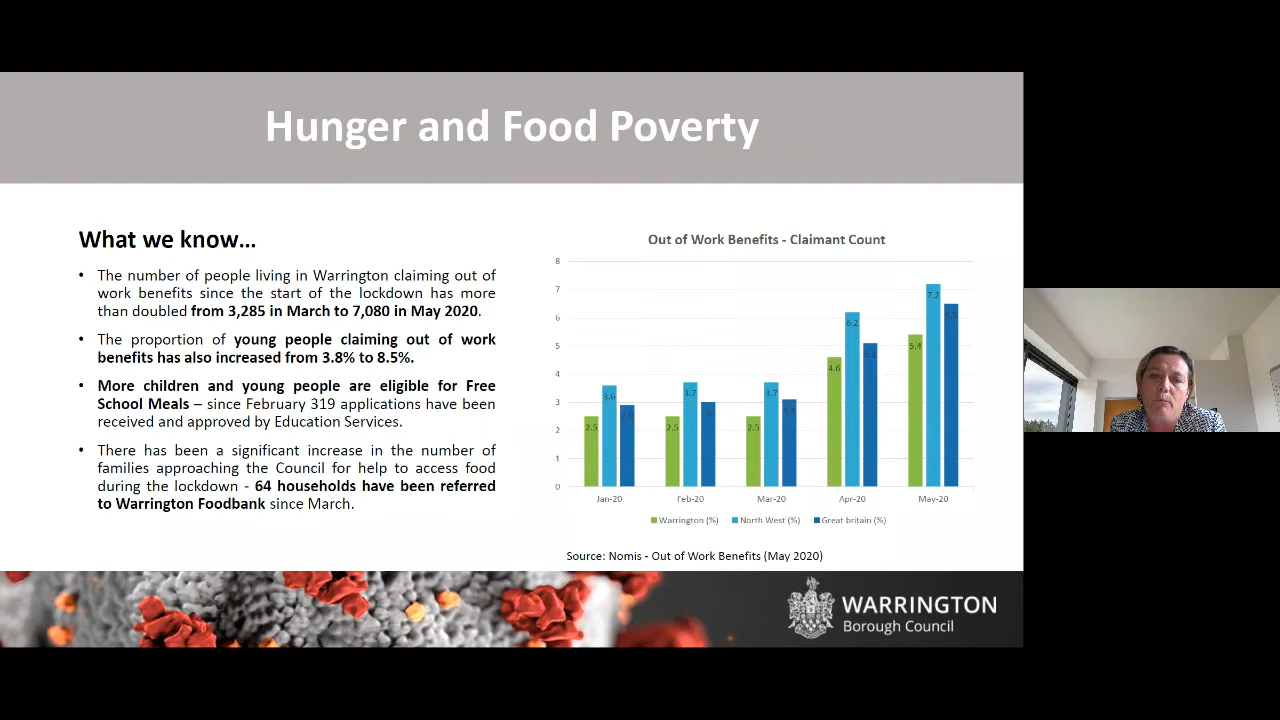 Hunger and Food Poverty
What we know...
• The number of people living in Warrington claiming out of
work benefits since the start of the lockdown has more
than doubled from 3,285 in March to 7,080 in May 2020.
• The proportion of young people claiming out of work
benefits has also increased from 3.8% to 8.5%.
• More children and young people are eligible for Free
School Meals – since February 319 applications have been
received and approved by Education Services.
• There has been a significant increase in the number of
families approaching the Council for help to access food
during the lockdown - 64 households have been referred
to Warrington Foodbank since March.
Out of Work Benefits - Claimant Count
8
7
6
5
4
3
2
1
0
2.5 3.6 2.9
2.5 3.7 3
2.5 3.7 3.1
4.6 6.2 5.1
5.4 7.2 6.5
Jan-20 Feb-20 Mar-20 Apr-20 May-20
Warrington (%) North West (%) Great britain (%)
Source: Nomis - Out of Work Benefits (May 2020)
WARRINGTON
Borough Council